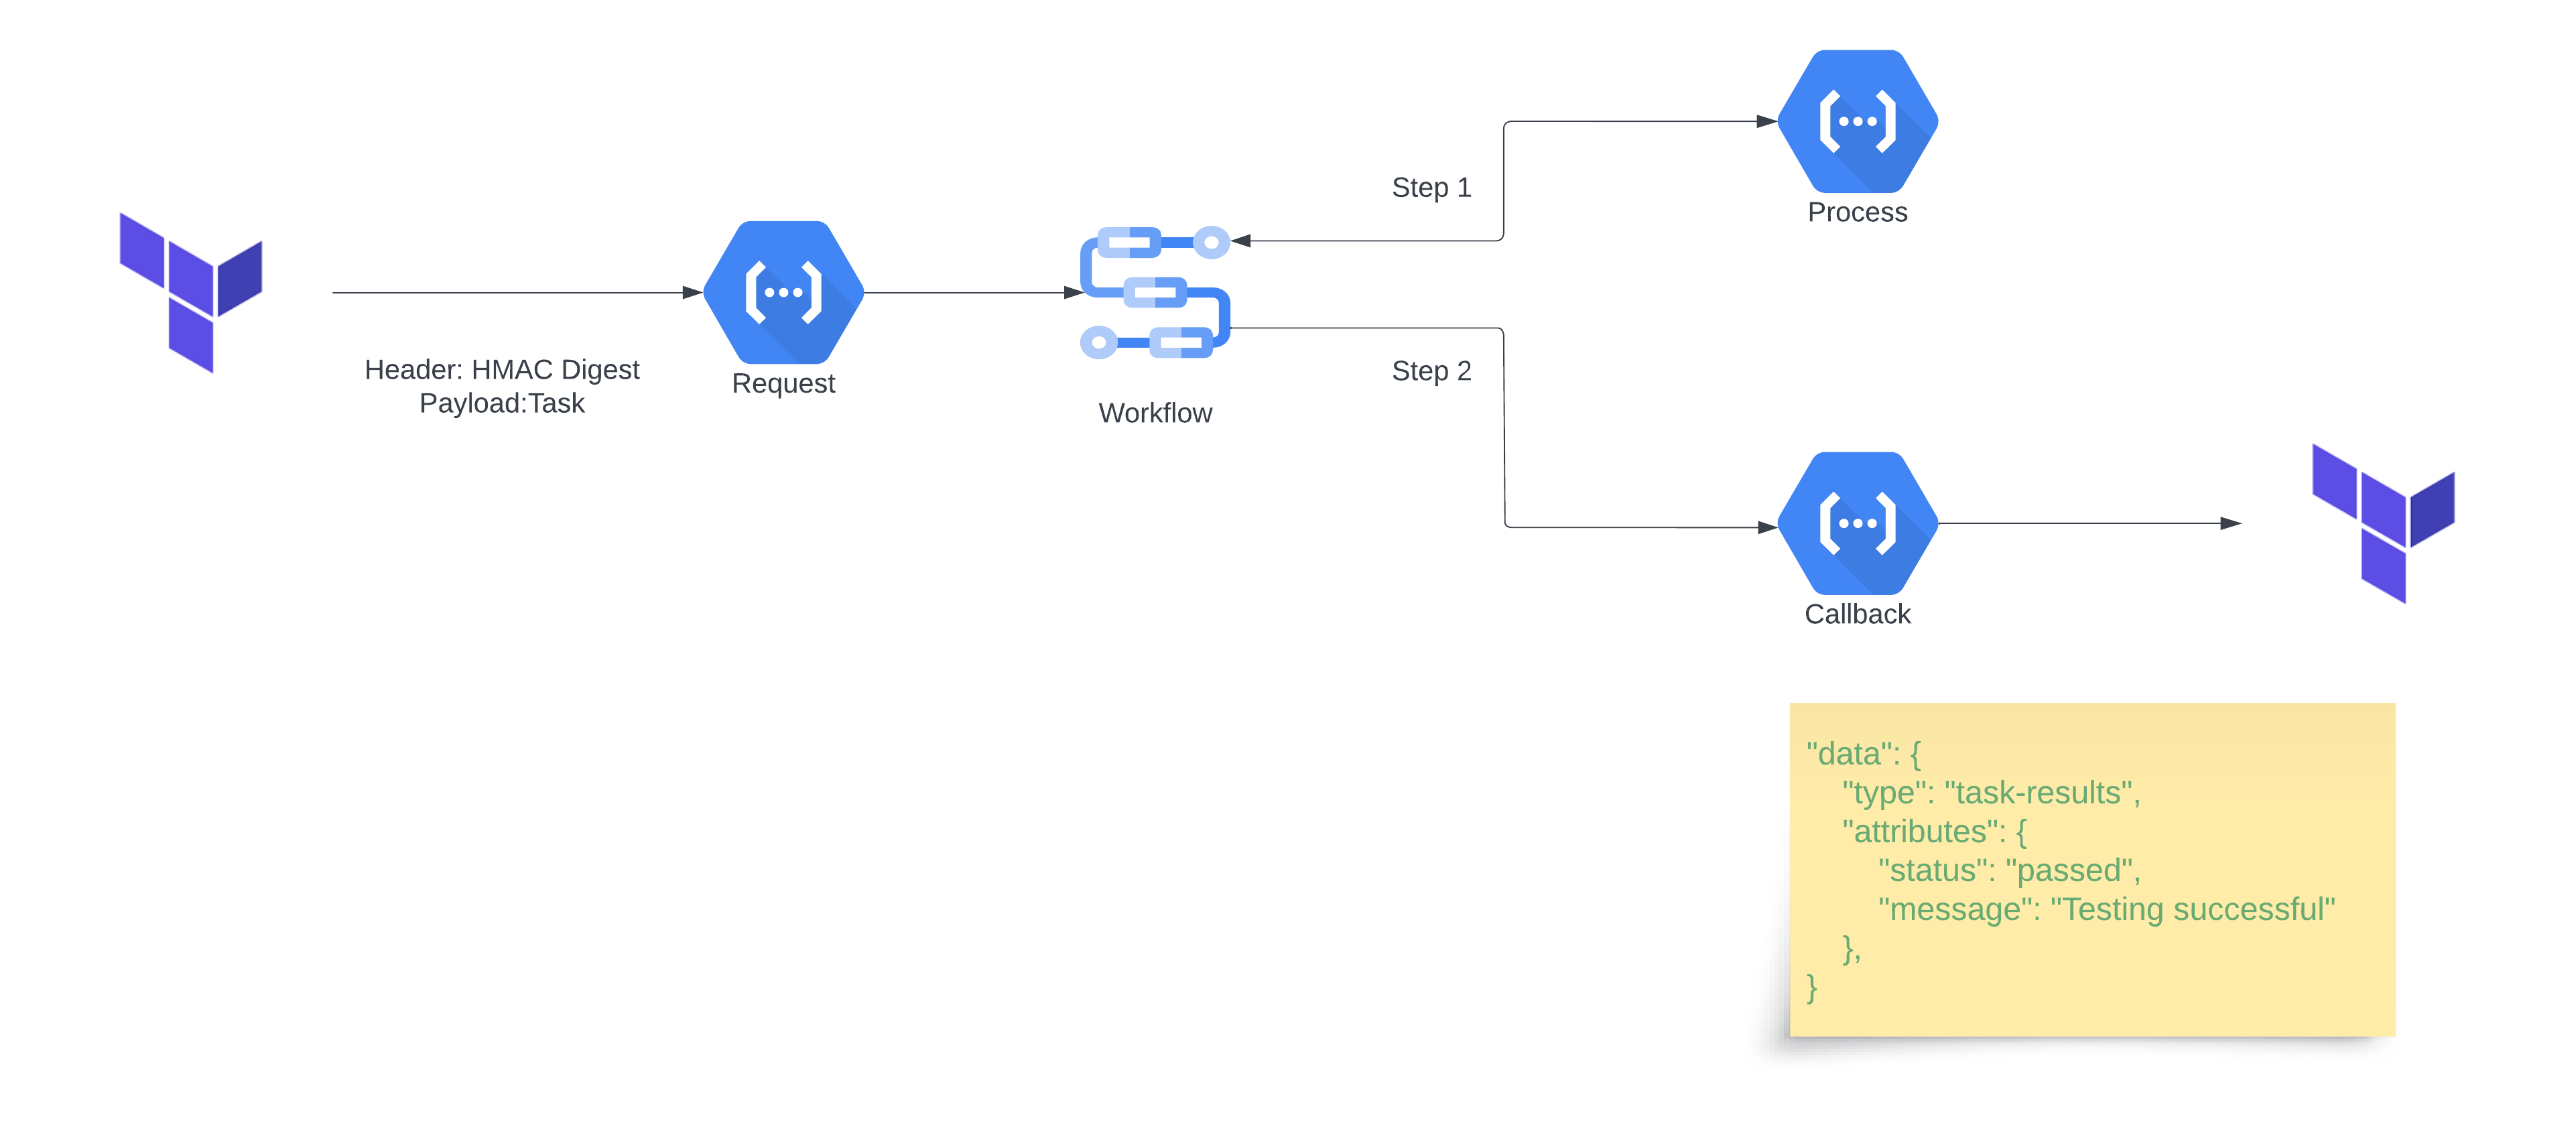 Process
Step 1
Header: HMAC Digest
Payload:Task
Request
Workflow
Step 2
Callback
"data": {
"type": "task-results",
"attributes": {
"status": "passed",
"message": "Testing successful"
},
}